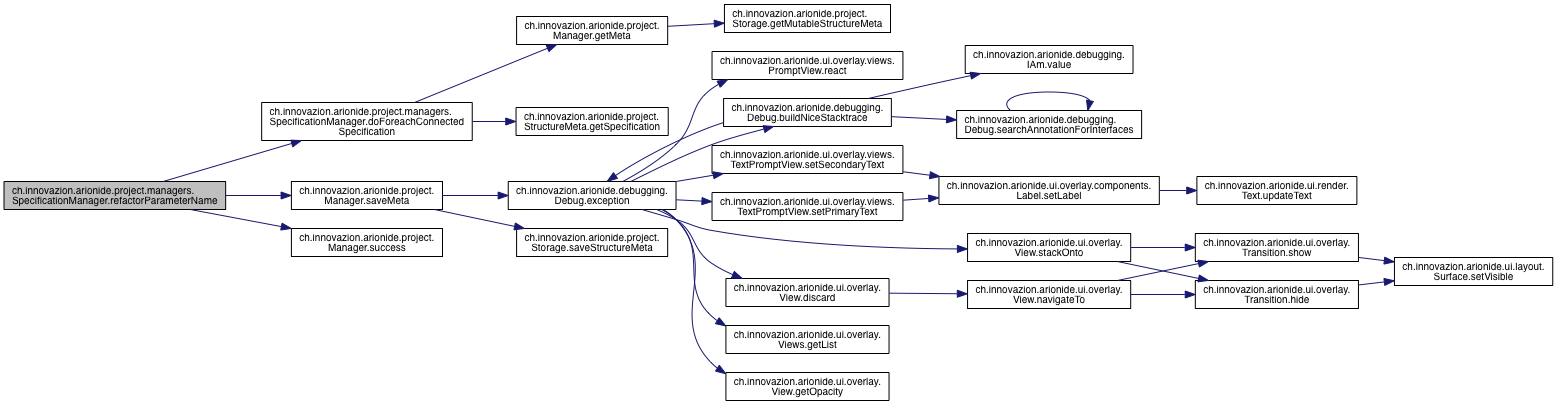 ch.innovazion.arionide.project.managers.
SpecificationManager.refactorParameterName
ch.innovazion.arionide.project.managers.
SpecificationManager.doForeachConnected
Specification
ch.innovazion.arionide.project.
Manager.saveMeta
ch.innovazion.arionide.project.
Manager.success
ch.innovazion.arionide.project.
Manager.getMeta
ch.innovazion.arionide.project.
StructureMeta.getSpecification
ch.innovazion.arionide.debugging.
Debug.exception
ch.innovazion.arionide.project.
Storage.saveStructureMeta
ch.innovazion.arionide.project.
Storage.getMutableStructureMeta
ch.innovazion.arionide.ui.overlay.views.
PromptView.react
ch.innovazion.arionide.debugging.
Debug.buildNiceStacktrace
ch.innovazion.arionide.ui.overlay.views.
TextPromptView.setSecondaryText
ch.innovazion.arionide.ui.overlay.views.
TextPromptView.setPrimaryText
ch.innovazion.arionide.ui.overlay.
View.discard
ch.innovazion.arionide.ui.overlay.
Views.getList
ch.innovazion.arionide.ui.overlay.
View.getOpacity
ch.innovazion.arionide.debugging.
IAm.value
ch.innovazion.arionide.debugging.
Debug.searchAnnotationForInterfaces
ch.innovazion.arionide.ui.overlay.components.
Label.setLabel
ch.innovazion.arionide.ui.overlay.
View.stackOnto
ch.innovazion.arionide.ui.overlay.
View.navigateTo
ch.innovazion.arionide.ui.render.
Text.updateText
ch.innovazion.arionide.ui.overlay.
Transition.show
ch.innovazion.arionide.ui.overlay.
Transition.hide
ch.innovazion.arionide.ui.layout.
Surface.setVisible